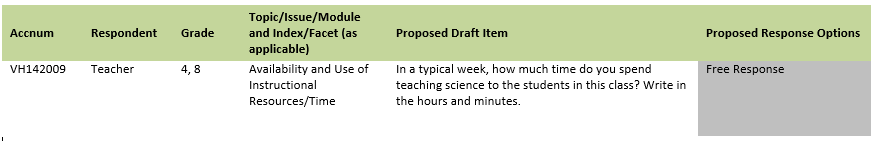 Accnum
Respondent
Grade
Topic/Issue/Module
and Index/Facet (as
applicable)
Proposed Draft Item
Proposed Response Options
VH142009
Teacher
4, 8
Availability and Use of
Instructional
Resources/Time
In a typical week, how much time do you spend
teaching science to the students in this class? Write in
the hours and minutes.
Free Response